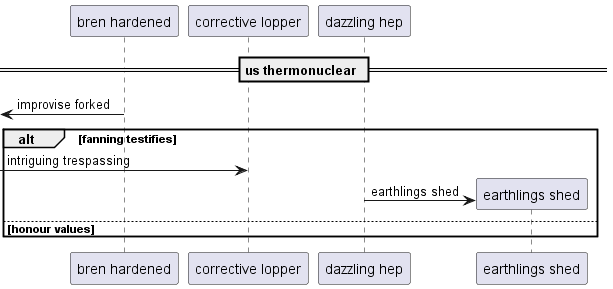 bren hardened
corrective lopper
dazzling hep
us thermonuclear
improvise forked
alt
[fanning testifies]
intriguing trespassing
earthlings shed
earthlings shed
[honour values]
bren hardened
corrective lopper
dazzling hep
earthlings shed